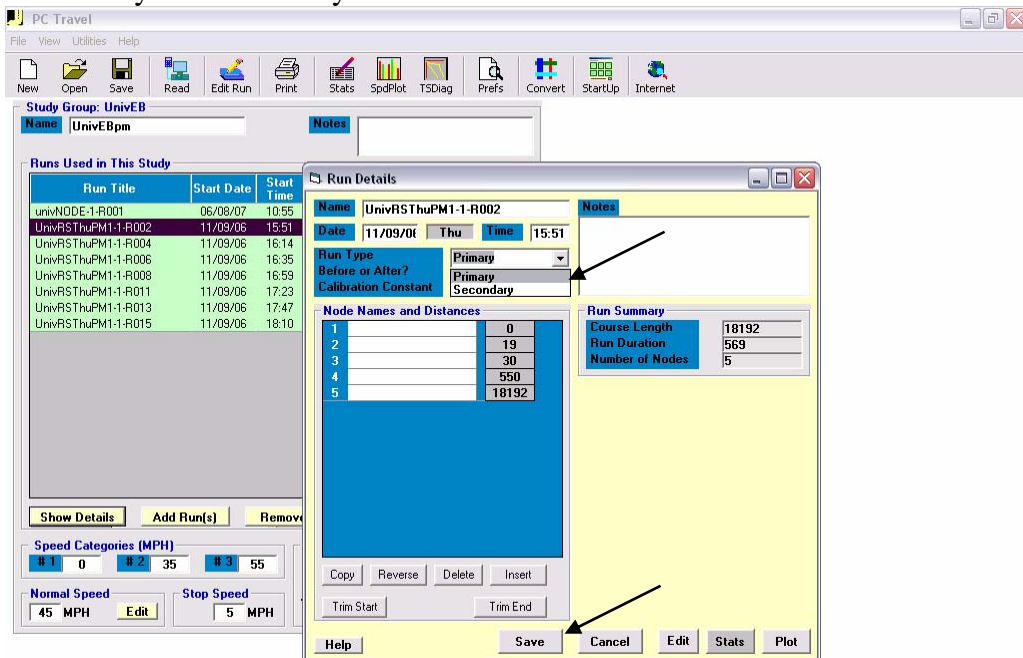 PC Travel
File View Utilities Help
New Open Save Read Edit Run Print Stats SpdPlot TSDiag Prefs Convert StartUp Internet
Study Group: UnivEB
Name UnivEBpm Notes
Runs Used in This Study
Run Title Start Date Start Time
univNODE-1-R001 06/08/07 10:55
UnivRSThuPM1-1-R002 11/09/06 15:51
UnivRSThuPM1-1-R004 11/09/06 16:14
UnivRSThuPM1-1-R006 11/09/06 16:35
UnivRSThuPM1-1-R008 11/09/06 16:59
UnivRSThuPM1-1-R011 11/09/06 17:23
UnivRSThuPM1-1-R013 11/09/06 17:47
UnivRSThuPM1-1-R015 11/09/06 18:10
Show Details Add Run(s) Remov
Speed Categories (MPH)
# 1 0 # 2 35 # 3 55
Normal Speed Stop Speed
45 MPH Edit 5 MPH
Run Details
Name UnivRSThuPM1-1-R002 Notes
Date 11/09/06 Thu Time 15:51
Run Type Primary
Before or After? Primary
Calibration Constant Secondary
Node Names and Distances
1 0
2 19
3 30
4 550
5 18192
Run Summary
Course Length 18192
Run Duration 569
Number of Nodes 5
Copy Reverse Delete Insert
Trim Start Trim End
Help Save Cancel Edit Stats Plot